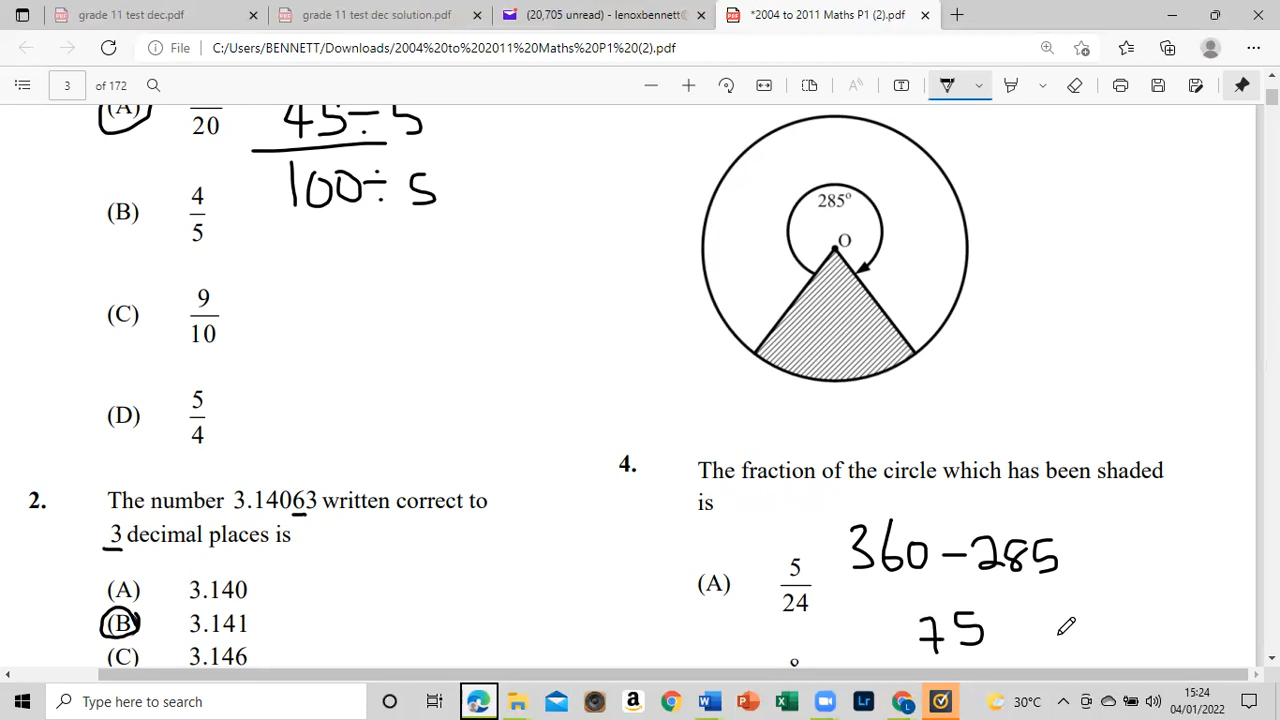 grade 11 test dec.pdf
grade 11 test dec solution.pdf
(20,705 unread) - lenoxbennett(
*2004 to 2011 Maths P1 (2).pdf
File
C:/Users/BENNETT/Downloads/2004%20to%202011%20Maths%20P1%20(2).pdf
3 of 172
(A) 20
45÷5
100÷5
(B) 4
5
(C) 9
10
(D) 5
4
2. The number 3.14063 written correct to
3 decimal places is
(A) 3.140
(B) 3.141
(C) 3.146
285º
O
4. The fraction of the circle which has been shaded
is
360-285
(A) 5
24
75
Type here to search
30°C
15:24
04/01/2022